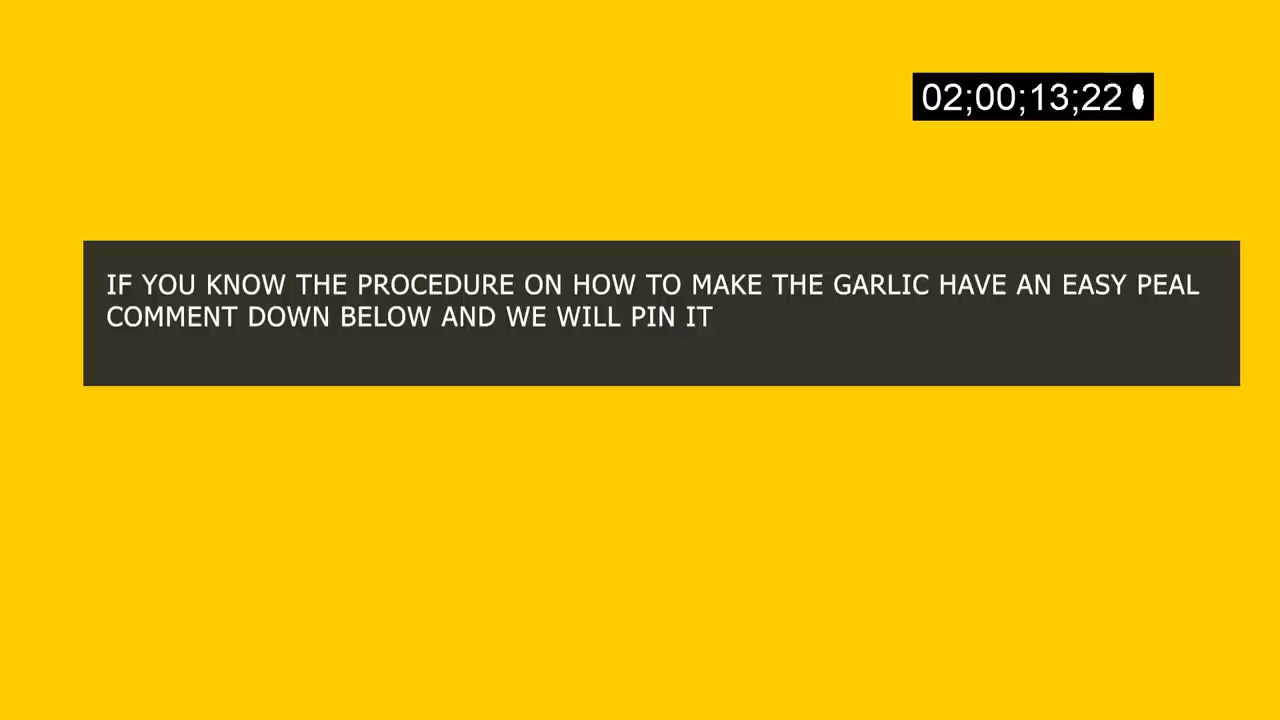 02;00;13;22
IF YOU KNOW THE PROCEDURE ON HOW TO MAKE THE GARLIC HAVE AN EASY PEAL
COMMENT DOWN BELOW AND WE WILL PIN IT